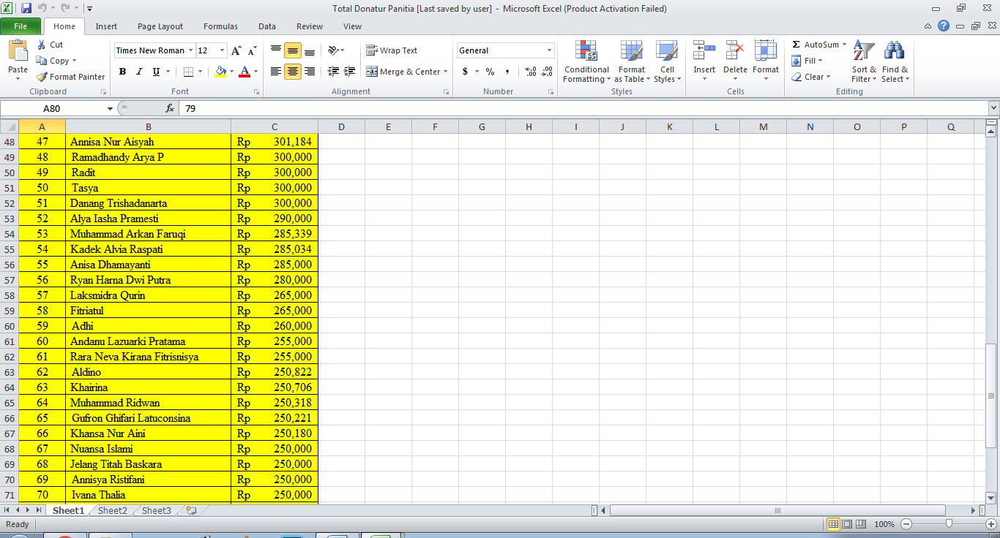 Total Donatur Panitia [Last saved by user] - Microsoft Excel (Product Activation Failed)
File Home Insert Page Layout Formulas Data Review View
Paste Cut Copy Format Painter Clipboard
Times New Roman 12 A A B I U A Font
Wrap Text Merge & Center Alignment
General $ % , .0 .00 .00 .0 Number
Conditional Formatting Format as Table Cell Styles Styles
Insert Delete Format Cells
Σ AutoSum Fill Clear Sort & Filter Find & Select Editing
A80 fx 79
A B C D E F G H I J K L M N O P Q
48 47 Annisa Nur Aisyah Rp 301,184
49 48 Ramadhandy Arya P Rp 300,000
50 49 Radit Rp 300,000
51 50 Tasya Rp 300,000
52 51 Danang Trishadanarta Rp 300,000
53 52 Alya Iasha Pramesti Rp 290,000
54 53 Muhammad Arkan Faruqi Rp 285,339
55 54 Kadek Alvia Raspati Rp 285,034
56 55 Anisa Dhamayanti Rp 285,000
57 56 Ryan Harna Dwi Putra Rp 280,000
58 57 Laksmidra Qurin Rp 265,000
59 58 Fitriatul Rp 265,000
60 59 Adhi Rp 260,000
61 60 Andanu Lazuarki Pratama Rp 255,000
62 61 Rara Neva Kirana Fitrisnisya Rp 255,000
63 62 Aldino Rp 250,822
64 63 Khairina Rp 250,706
65 64 Muhammad Ridwan Rp 250,318
66 65 Gufron Ghifari Latuconsina Rp 250,221
67 66 Khansa Nur Aini Rp 250,180
68 67 Nuansa Islami Rp 250,000
69 68 Jelang Titah Baskara Rp 250,000
70 69 Annisya Ristifani Rp 250,000
71 70 Ivana Thalia Rp 250,000
Sheet1 Sheet2 Sheet3
Ready 100%